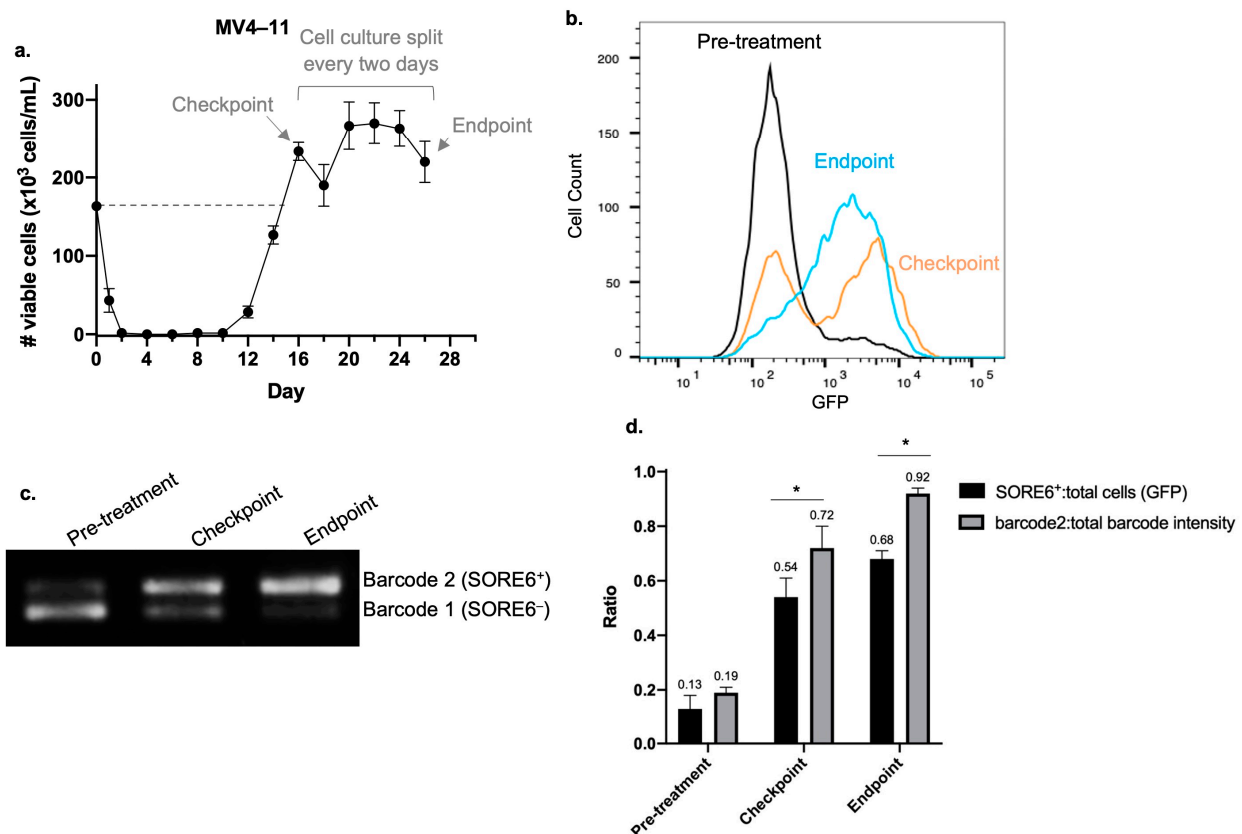 a.
MV4–11
Cell culture split
every two days
Checkpoint
Endpoint
# viable cells (x10³ cells/mL)
300
200
100
0
0 4 8 12 16 20 24 28
Day
b.
Pre-treatment
Endpoint
Checkpoint
Cell Count
200
150
100
50
0
10¹ 10² 10³ 10⁴ 10⁵
GFP
c.
Pre-treatment
Checkpoint
Endpoint
Barcode 2 (SORE6⁺)
Barcode 1 (SORE6⁻)
d.
Ratio
1.0
0.8
0.6
0.4
0.2
0.0
0.13 0.19
* 0.54 0.72
* 0.68 0.92
Pre-treatment
Checkpoint
Endpoint
SORE6⁺:total cells (GFP)
barcode2:total barcode intensity